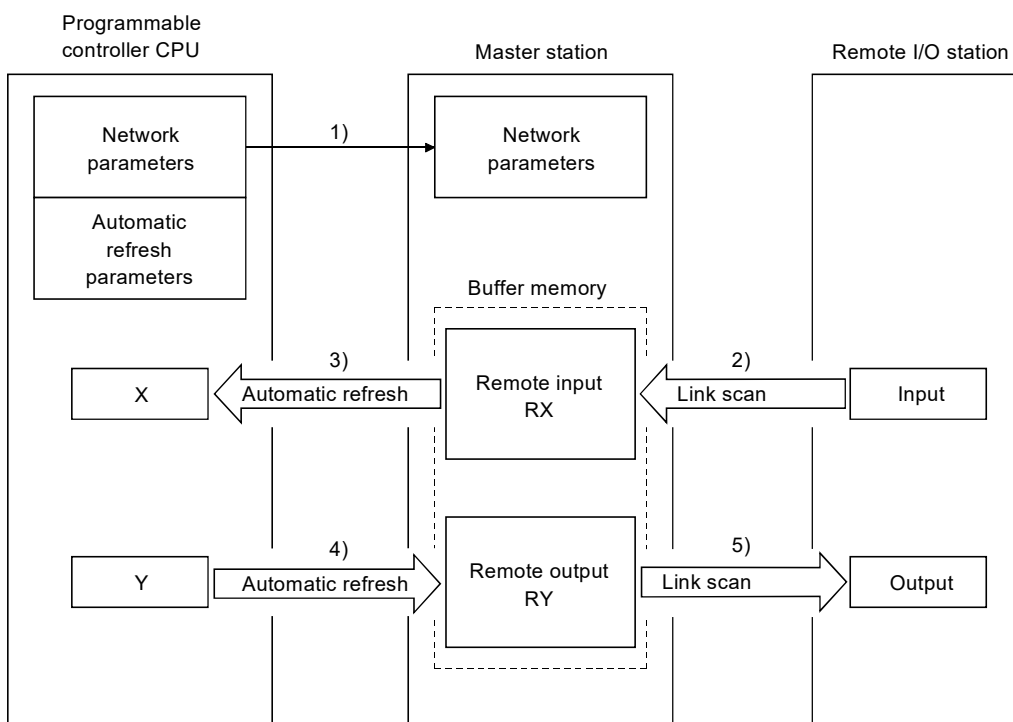 Programmable
controller CPU
Master station
Remote I/O station
Network
parameters
1)
Network
parameters
Automatic
refresh
parameters
Buffer memory
X
3)
Automatic refresh
Remote input
RX
2)
Link scan
Input
Y
4)
Automatic refresh
Remote output
RY
5)
Link scan
Output